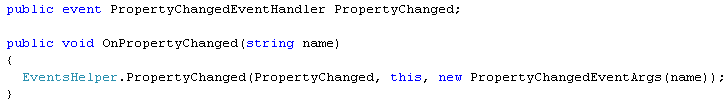 public event PropertyChangedEventHandler PropertyChanged;
public void OnPropertyChanged(string name)
{
EventsHelper.PropertyChanged(PropertyChanged, this, new PropertyChangedEventArgs(name));
}